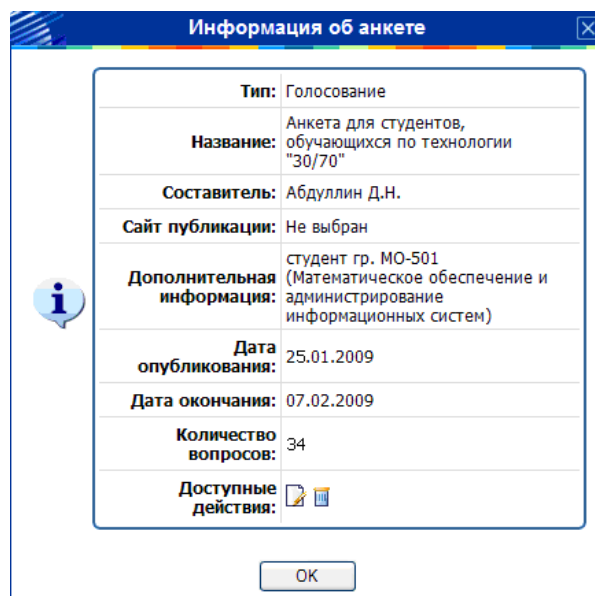 Информация об анкете
Тип: Голосование
Название: Анкета для студентов,
обучающихся по технологии
"30/70"
Составитель: Абдуллин Д.Н.
Сайт публикации: Не выбран
Дополнительная информация: студент гр. МО-501
(Математическое обеспечение и
администрирование
информационных систем)
Дата опубликования: 25.01.2009
Дата окончания: 07.02.2009
Количество вопросов: 34
Доступные действия:
OK